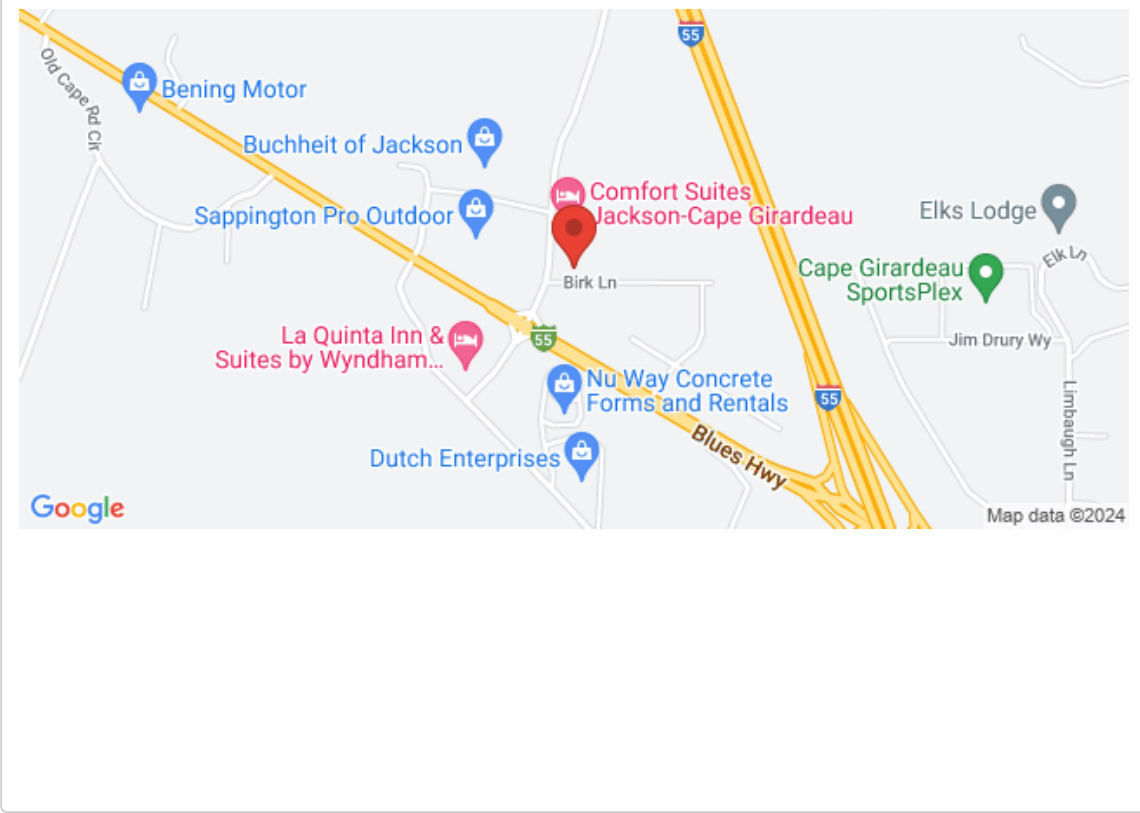 55
Old Cape Rd Cir
Bening Motor
Buchheit of Jackson
Comfort Suites
Jackson-Cape Girardeau
Sappington Pro Outdoor
Elks Lodge
Elk Ln
Cape Girardeau
SportsPlex
Birk Ln
La Quinta Inn &
Suites by Wyndham...
55
Jim Drury Wy
Nu Way Concrete
Forms and Rentals
55
Limbaugh Ln
Blues Hwy
Dutch Enterprises
Google
Map data ©2024